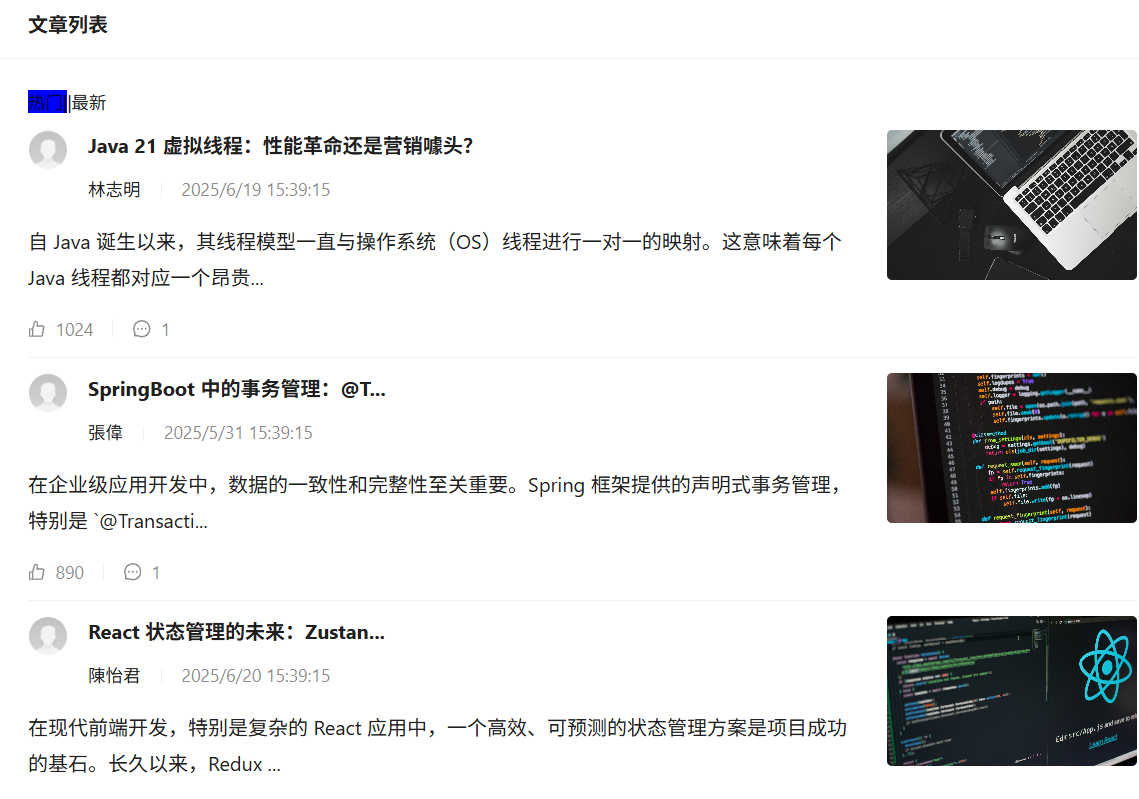 文章列表
热门|最新
Java 21 虚拟线程：性能革命还是营销噱头？
林志明 2025/6/19 15:39:15
自 Java 诞生以来，其线程模型一直与操作系统（OS）线程进行一对一的映射。这意味着每个
Java 线程都对应一个昂贵...
1024 1
SpringBoot 中的事务管理：@T...
張偉 2025/5/31 15:39:15
在企业级应用开发中，数据的一致性和完整性至关重要。Spring 框架提供的声明式事务管理，
特别是 `@Transacti...
890 1
React 状态管理的未来：Zustan...
陳怡君 2025/6/20 15:39:15
在现代前端开发，特别是复杂的 React 应用中，一个高效、可预测的状态管理方案是项目成功
的基石。长久以来，Redux ...
Edit src/App.js and save to rel
Learn React